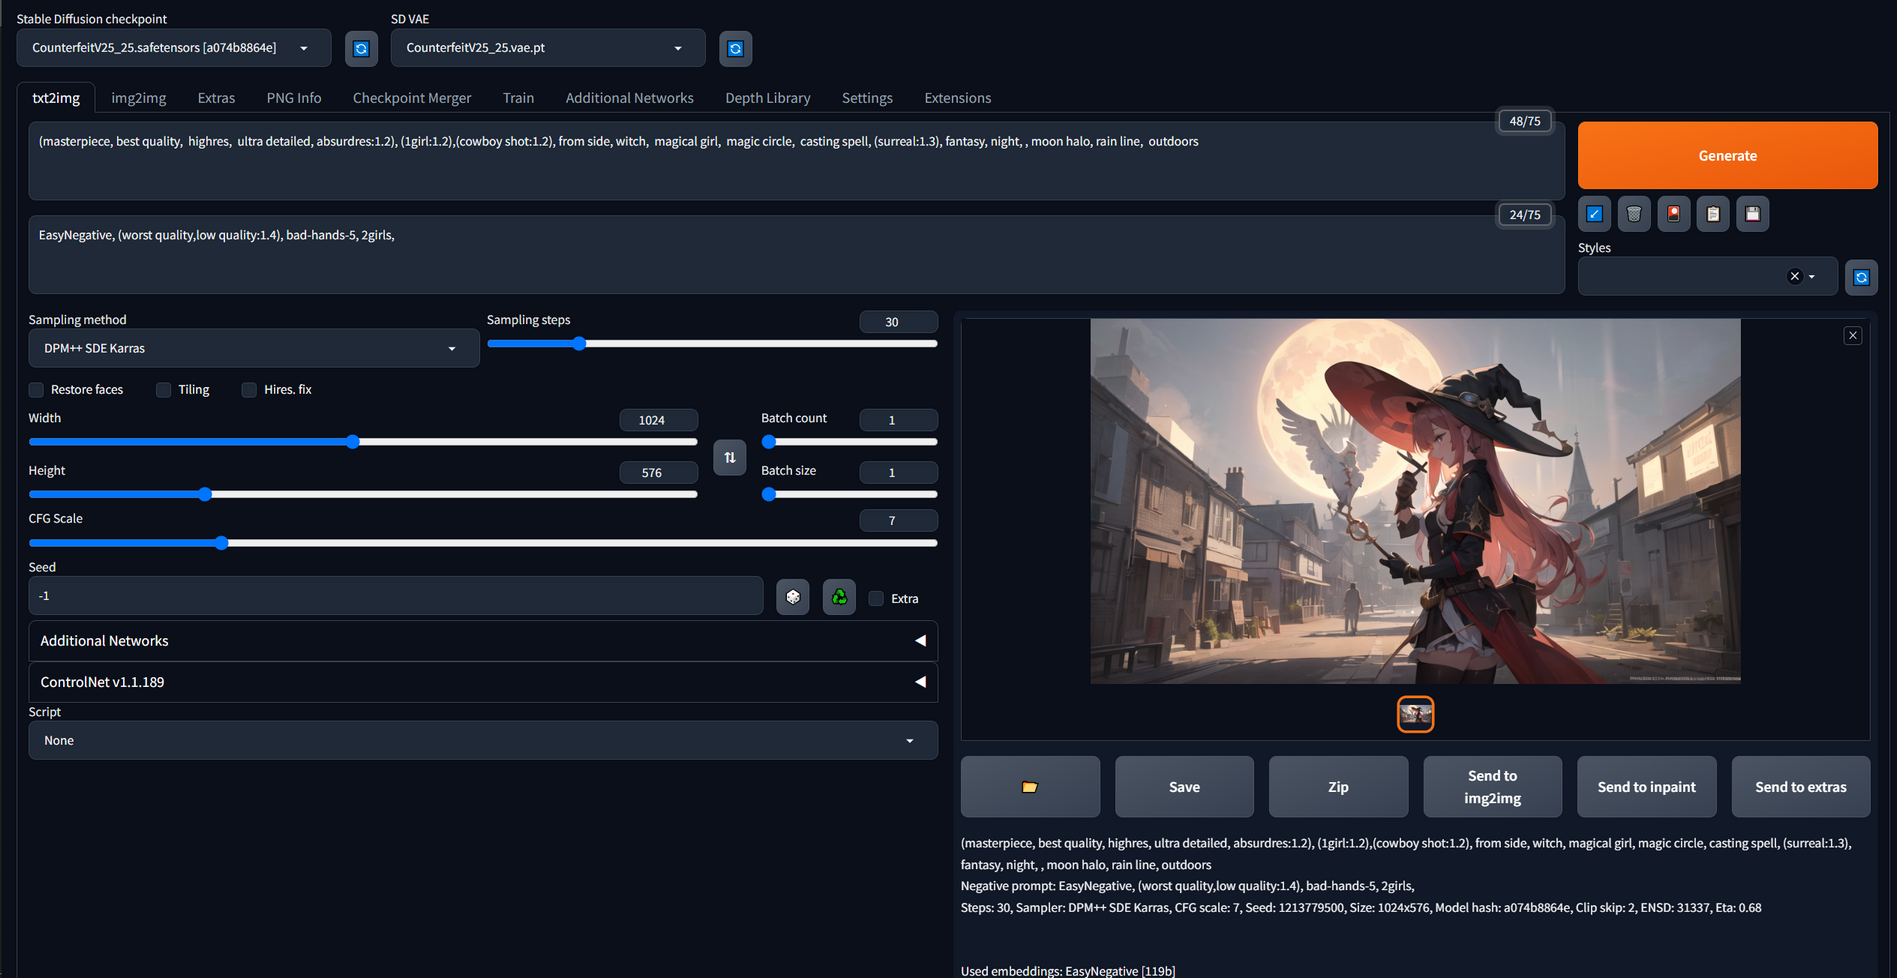 Stable Diffusion checkpoint
SD VAE
CounterfeitV25_25.safetensors [a074b8864e]
CounterfeitV25_25.vae.pt
txt2img
img2img
Extras
PNG Info
Checkpoint Merger
Train
Additional Networks
Depth Library
Settings
Extensions
48/75
(masterpiece, best quality,  highres,  ultra detailed, absurdres:1.2), (1girl:1.2),(cowboy shot:1.2), from side, witch,  magical girl,  magic circle,  casting spell, (surreal:1.3), fantasy, night, , moon halo, rain line,  outdoors
Generate
24/75
EasyNegative, (worst quality,low quality:1.4), bad-hands-5, 2girls,
Styles
Sampling method
Sampling steps
30
DPM++ SDE Karras
Restore faces
Tiling
Hires. fix
Width
1024
Batch count
1
Height
576
Batch size
1
CFG Scale
7
Seed
-1
Extra
Additional Networks
ControlNet v1.1.189
Script
None
Save
Zip
Send to
img2img
Send to inpaint
Send to extras
(masterpiece, best quality, highres, ultra detailed, absurdres:1.2), (1girl:1.2),(cowboy shot:1.2), from side, witch, magical girl, magic circle, casting spell, (surreal:1.3),
fantasy, night, , moon halo, rain line, outdoors
Negative prompt: EasyNegative, (worst quality,low quality:1.4), bad-hands-5, 2girls,
Steps: 30, Sampler: DPM++ SDE Karras, CFG scale: 7, Seed: 1213779500, Size: 1024x576, Model hash: a074b8864e, Clip skip: 2, ENSD: 31337, Eta: 0.68
Used embeddings: EasyNegative [119b]